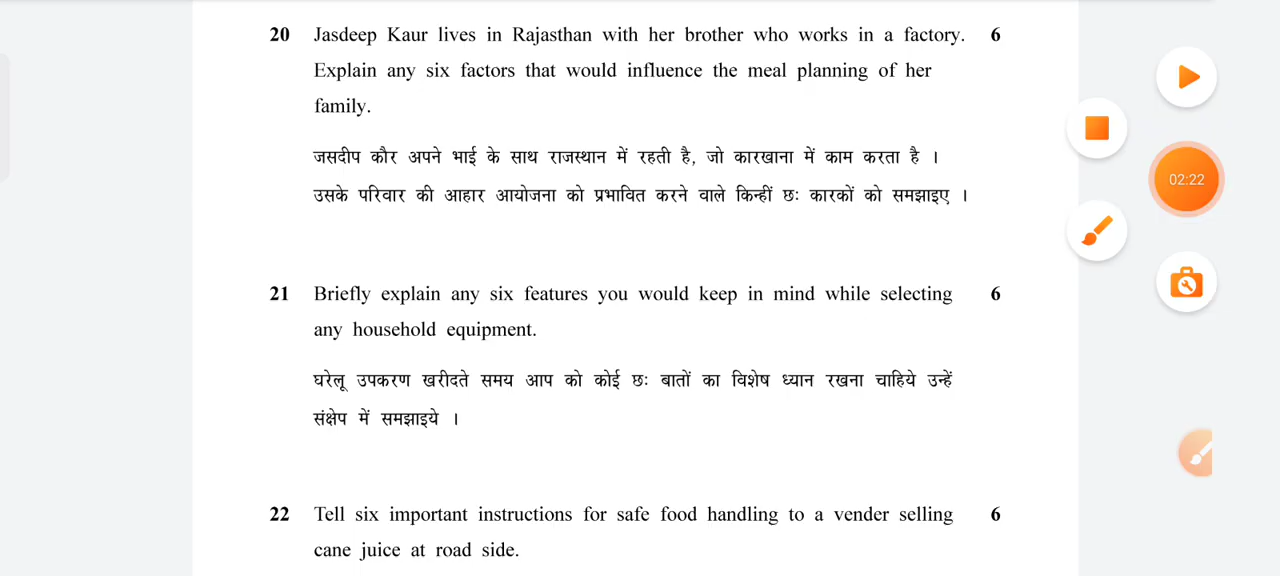 20 Jasdeep Kaur lives in Rajasthan with her brother who works in a factory. 6
Explain any six factors that would influence the meal planning of her
family.
जसदीप कौर अपने भाई के साथ राजस्थान में रहती है, जो कारखाना में काम करता है ।
उसके परिवार की आहार आयोजना को प्रभावित करने वाले किन्हीं छः कारकों को समझाइए ।
21 Briefly explain any six features you would keep in mind while selecting 6
any household equipment.
घरेलू उपकरण खरीदते समय आप को कोई छः बातों का विशेष ध्यान रखना चाहिये उन्हें
संक्षेप में समझाइये ।
22 Tell six important instructions for safe food handling to a vender selling 6
cane juice at road side.
02:22